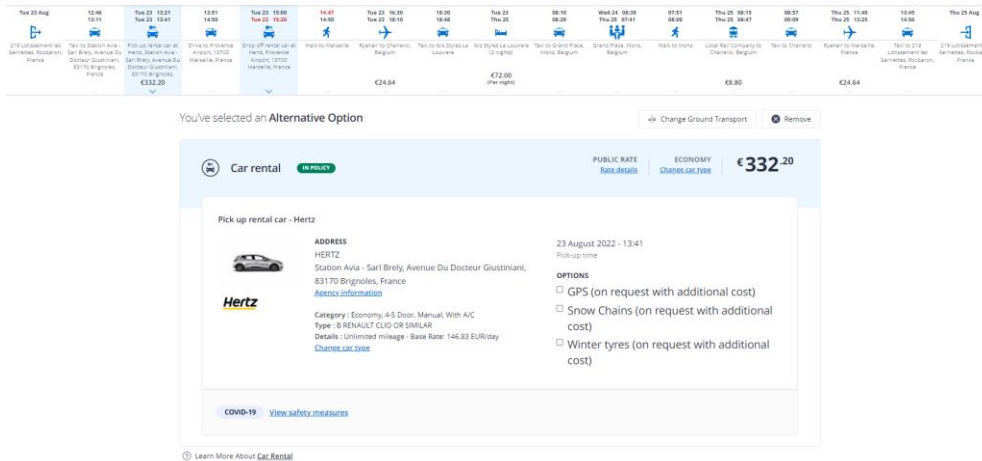 Tue 23 Aug
12:46
13:11
Tue 23 13:21
Tue 23 13:41
13:51
14:50
Tue 23 15:00
Tue 23 15:20
14:47
14:50
Tue 23 16:30
Tue 23 18:10
18:30
18:48
Tue 23
Thu 25
08:10
08:29
Wed 24 08:39
Thu 25 07:41
07:51
08:09
Thu 25 08:15
Thu 25 08:47
08:57
09:09
Thu 25 11:40
Thu 25 13:25
13:45
14:56
Thu 25 Aug
219 Lotissement les
Serrettes, Rocbaron,
France
Taxi to Station Avia -
Sarl Brely, Avenue Du
Docteur Giustiniani,
83170 Brignoles,
France
Pick up rental car at
Hertz, Station Avia -
Sarl Brely, Avenue Du
Docteur Giustiniani,
83170 Brignoles,
€332.20
Drive to Provence
Airport, 13700
Marseille, France
Drop off rental car at
Hertz, Provence
Airport, 13700
Marseille, France
Walk to Marseille
Ryanair to Charleroi,
Belgium
€24.64
Taxi to Ibis Styles La
Louviere
Ibis Styles La Louviere
(2 nights)
€72.00
(Per night)
Taxi to Grand Place,
Mons, Belgium
Grand Place, Mons,
Belgium
Walk to Mons
Local Rail Company to
Charleroi, Belgium
€8.80
Taxi to Charleroi
Ryanair to Marseille,
France
€24.64
Taxi to 219
Lotissement les
Serrettes, Rocbaron,
France
219 Lotissement
Serrettes, Rocba
France
You've selected an Alternative Option
Change Ground Transport
Remove
Car rental
IN POLICY
PUBLIC RATE
Rate details
ECONOMY
Change car type
€332.20
Pick up rental car - Hertz
Hertz
ADDRESS
HERTZ
Station Avia - Sarl Brely, Avenue Du Docteur Giustiniani,
83170 Brignoles, France
Agency information
Category : Economy, 4-5 Door, Manual, With A/C
Type : B RENAULT CLIO OR SIMILAR
Details : Unlimited mileage - Base Rate: 146.83 EUR/day
Change car type
23 August 2022 - 13:41
Pick-up time
OPTIONS
GPS (on request with additional cost)
Snow Chains (on request with additional
cost)
Winter tyres (on request with additional
cost)
COVID-19 View safety measures
Learn More About Car Rental